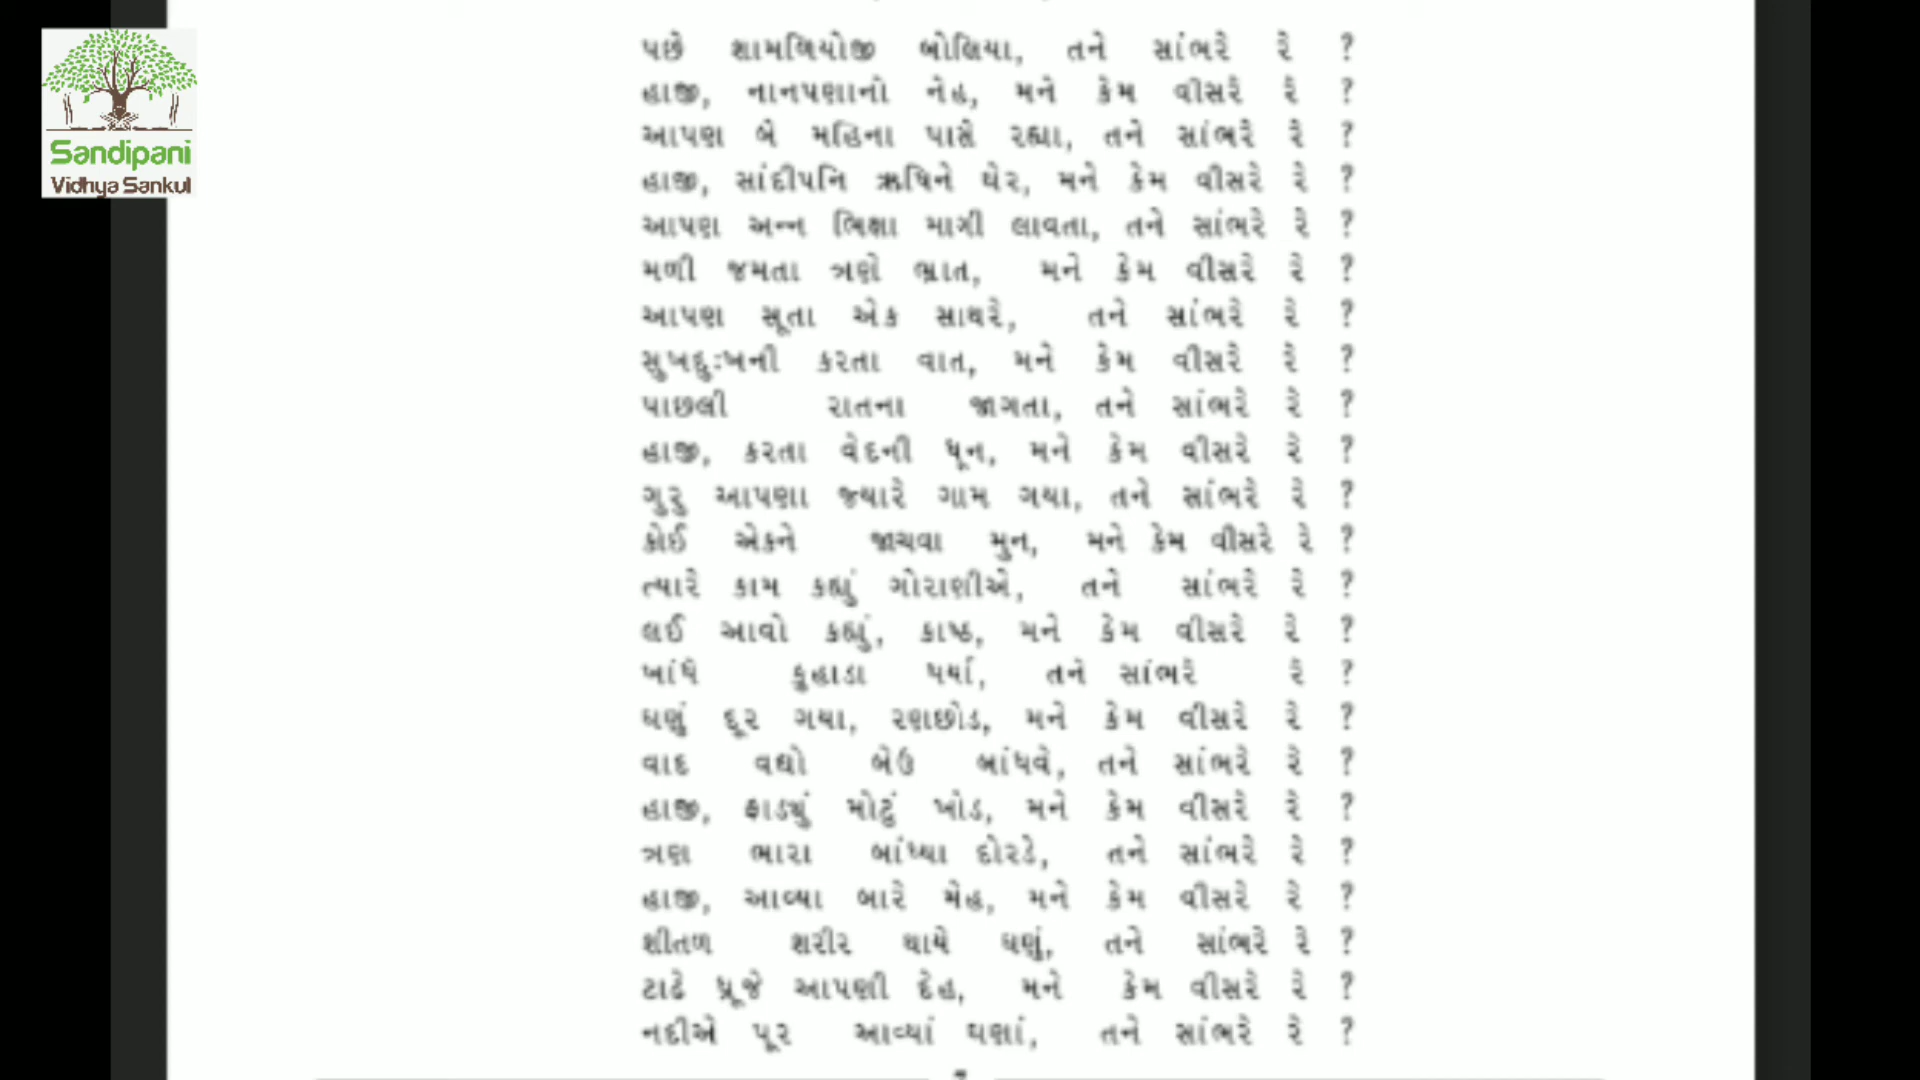 Sandipani
Vidhya Sankul
પછે શામળિયોજી બોલિયા, તને સાંભરે રે ?
હાજી, નાનપણાનો નેહ, મને કેમ વીસરે રે ?
આપણ બે મહિના પાસે રહ્યા, તને સાંભરે રે ?
હાજી, સાંદીપનિ ઋષિને ઘેર, મને કેમ વીસરે રે ?
આપણ અન્ન ભિક્ષા માગી લાવતા, તને સાંભરે રે ?
મળી જમતા ત્રણે ભ્રાત, મને કેમ વીસરે રે ?
આપણ સૂતા એક સાથરે, તને સાંભરે રે ?
સુખદુઃખની કરતા વાત, મને કેમ વીસરે રે ?
પાછલી રાતના જાગતા, તને સાંભરે રે ?
હાજી, કરતા વેદની ધૂન, મને કેમ વીસરે રે ?
ગુરુ આપણા જ્યારે ગામ ગયા, તને સાંભરે રે ?
કોઈ એકને જાચવા મુન, મને કેમ વીસરે રે ?
ત્યારે કામ કહ્યું ગોરાણીએ, તને સાંભરે રે ?
લઈ આવો કહ્યું, કાષ્ઠ, મને કેમ વીસરે રે ?
ખાંધે કુહાડા ધર્યા, તને સાંભરે રે ?
ઘણું દૂર ગયા, રણછોડ, મને કેમ વીસરે રે ?
વાદ વદ્યો બેઉ બાંધવે, તને સાંભરે રે ?
હાજી, ફાડ્યું મોટું ખોડ, મને કેમ વીસરે રે ?
ત્રણ ભારા બાંધ્યા દોરડે, તને સાંભરે રે ?
હાજી, આવ્યા બારે મેહ, મને કેમ વીસરે રે ?
શીતળ શરીર થાયે ઘણું, તને સાંભરે રે ?
ટાઢે ધ્રૂજે આપણી દેહ, મને કેમ વીસરે રે ?
નદીએ પૂર આવ્યાં ઘણાં, તને સાંભરે રે ?